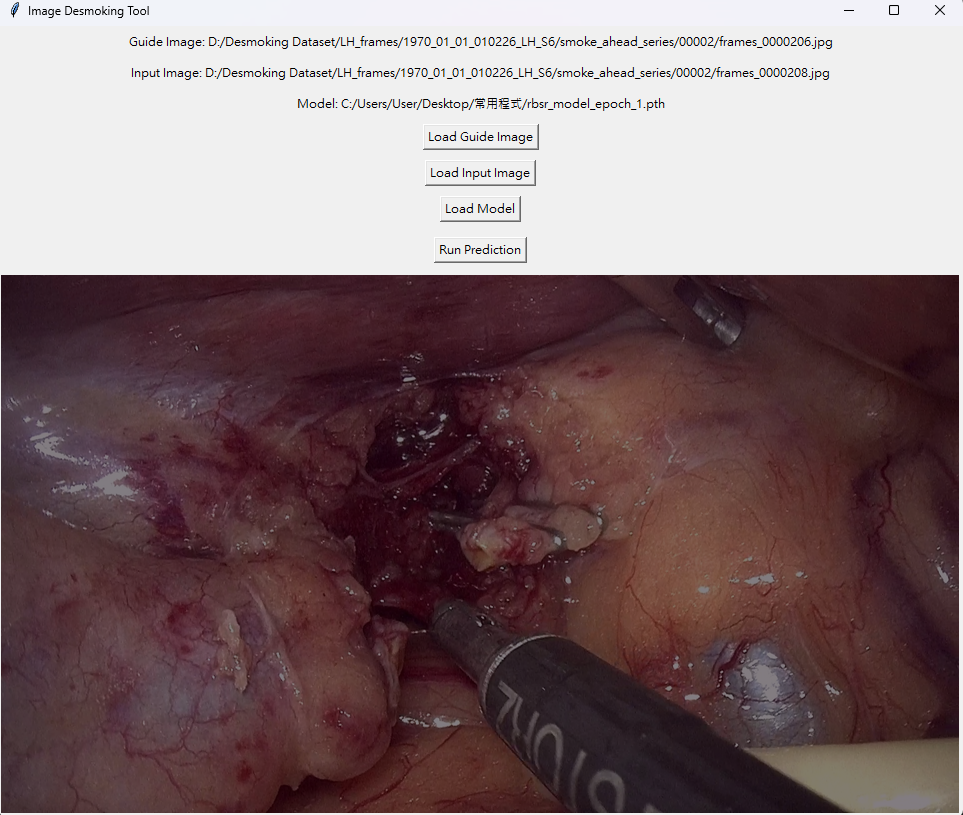 Image Desmoking Tool
Guide Image: D:/Desmoking Dataset/LH_frames/1970_01_01_010226_LH_S6/smoke_ahead_series/00002/frames_0000206.jpg
Input Image: D:/Desmoking Dataset/LH_frames/1970_01_01_010226_LH_S6/smoke_ahead_series/00002/frames_0000208.jpg
Model: C:/Users/User/Desktop/常用程式/rbsr_model_epoch_1.pth
Load Guide Image
Load Input Image
Load Model
Run Prediction
STORZ